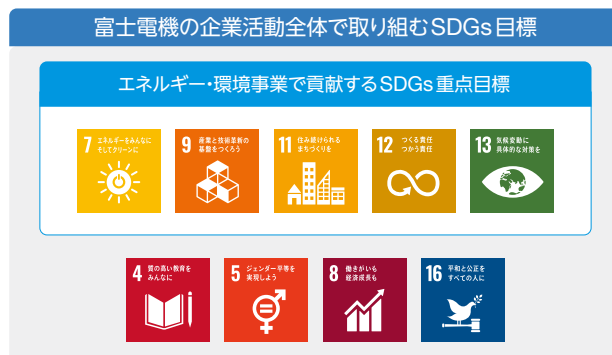 富士電機の企業活動全体で取り組むSDGs目標
エネルギー・環境事業で貢献するSDGs重点目標
7 エネルギーをみんなに
そしてクリーンに
9 産業と技術革新の
基盤をつくろう
11 住み続けられる
まちづくりを
12 つくる責任
つかう責任
13 気候変動に
具体的な対策を
4 質の高い教育を
みんなに
5 ジェンダー平等を
実現しよう
8 働きがいも
経済成長も
16 平和と公正を
すべての人に